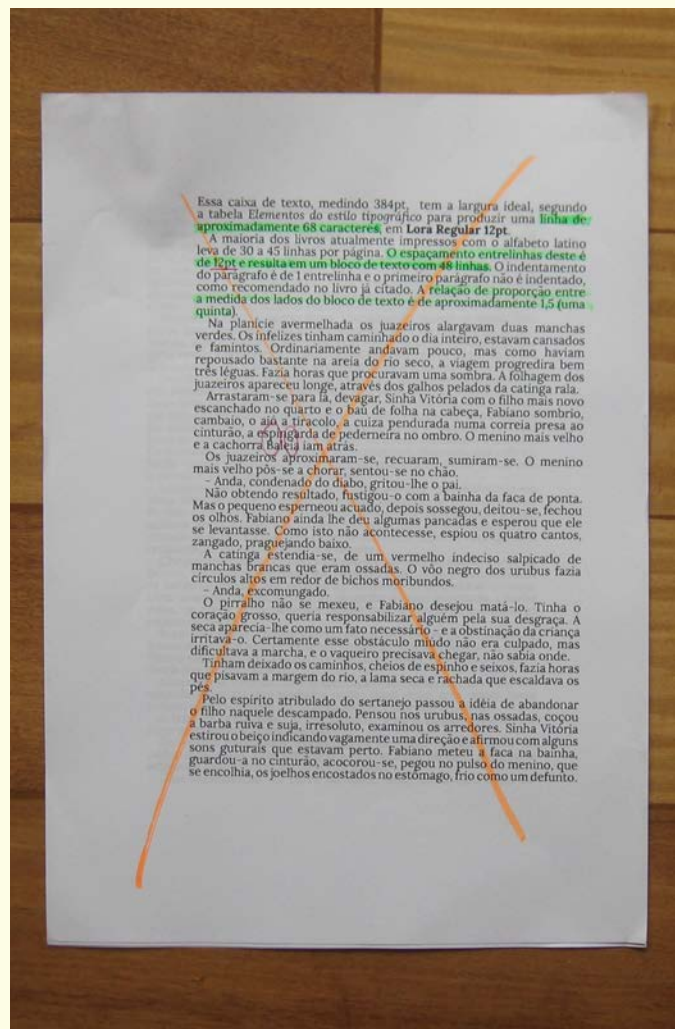 Essa caixa de texto, medindo 384pt, tem a largura ideal, segundo
a tabela Elementos do estilo tipográfico para produzir uma linha de
aproximadamente 68 caracteres, em Lora Regular 12pt.
A maioria dos livros atualmente impressos com o alfabeto latino
leva de 30 a 45 linhas por página. O espaçamento entrelinhas deste é
de 12pt e resulta em um bloco de texto com 48 linhas. O indentamento
do parágrafo é de 1 entrelinha e o primeiro parágrafo não é indentado,
como recomendado no livro já citado. A relação de proporção entre
a medida dos lados do bloco de texto é de aproximadamente 1,5 (uma
quinta).
Na planície avermelhada os juazeiros alargavam duas manchas
verdes. Os infelizes tinham caminhado o dia inteiro, estavam cansados
e famintos. Ordinariamente andavam pouco, mas como haviam
repousado bastante na areia do rio seco, a viagem progredira bem
três léguas. Fazia horas que procuravam uma sombra. A folhagem dos
juazeiros apareceu longe, através dos galhos pelados da catinga rala.
Arrastaram-se para lá, devagar, Sinha Vitória com o filho mais novo
escanchado no quarto e o baú de folha na cabeça, Fabiano sombrio,
cambaio, o aió a tiracolo, a cuiza pendurada numa correia presa ao
cinturão, a espingarda de pederneira no ombro. O menino mais velho
e a cachorra Baleia iam atrás.
Os juazeiros aproximaram-se, recuaram, sumiram-se. O menino
mais velho pôs-se a chorar, sentou-se no chão.
– Anda, condenado do diabo, gritou-lhe o pai.
Não obtendo resultado, fustigou-o com a bainha da faca de ponta.
Mas o pequeno esperneou acuado, depois sossegou, deitou-se, fechou
os olhos. Fabiano ainda lhe deu algumas pancadas e esperou que ele
se levantasse. Como isto não acontecesse, espiou os quatro cantos,
zangado, praguejando baixo.
A catinga estendia-se, de um vermelho indeciso salpicado de
manchas brancas que eram ossadas. O vôo negro dos urubus fazia
círculos altos em redor de bichos moribundos.
– Anda, excomungado.
O pirralho não se mexeu, e Fabiano desejou matá-lo. Tinha o
coração grosso, queria responsabilizar alguém pela sua desgraça. A
seca aparecia-lhe como um fato necessário – e a obstinação da criança
irritava-o. Certamente esse obstáculo miúdo não era culpado, mas
dificultava a marcha, e o vaqueiro precisava chegar, não sabia onde.
Tinham deixado os caminhos, cheios de espinho e seixos, fazia horas
que pisavam a margem do rio, a lama seca e rachada que escaldava os
pés.
Pelo espírito atribulado do sertanejo passou a idéia de abandonar
o filho naquele descampado. Pensou nos urubus, nas ossadas, coçou
a barba ruiva e suja, irresoluto, examinou os arredores. Sinha Vitória
estirou o beiço indicando vagamente uma direção e afirmou com alguns
sons guturais que estavam perto. Fabiano meteu a faca na bainha,
guardou-a no cinturão, acocorou-se, pegou no pulso do menino, que
se encolhia, os joelhos encostados no estômago, frio como um defunto.